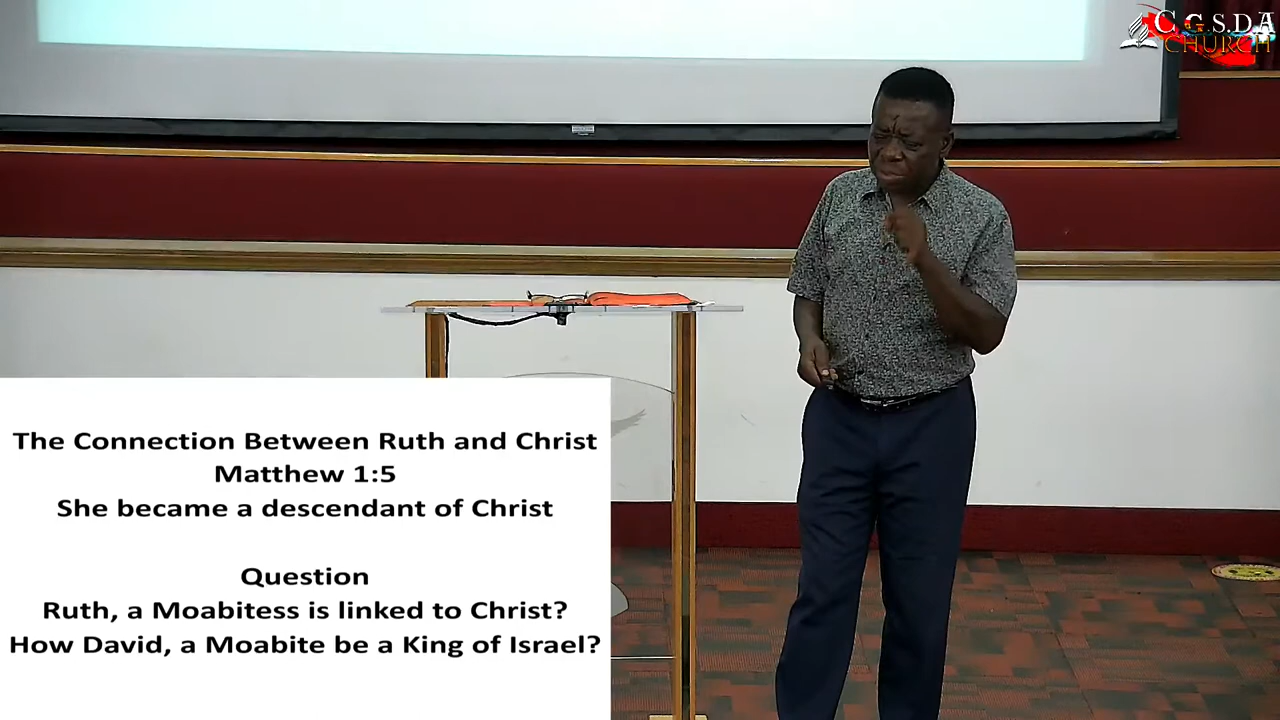 C.G.S.D.A
CHURCH
The Connection Between Ruth and Christ
Matthew 1:5
She became a descendant of Christ
Question
Ruth, a Moabitess is linked to Christ?
How David, a Moabite be a King of Israel?